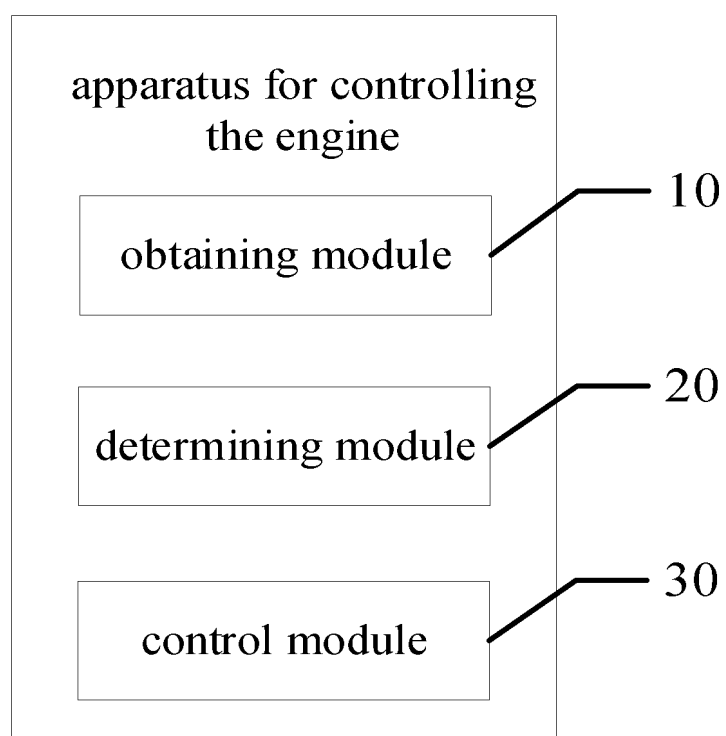 apparatus for controlling
the engine
obtaining module
10
determining module
20
control module
30